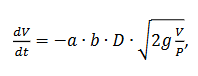 dV/dt = −a · b · D · √(2g V/P),